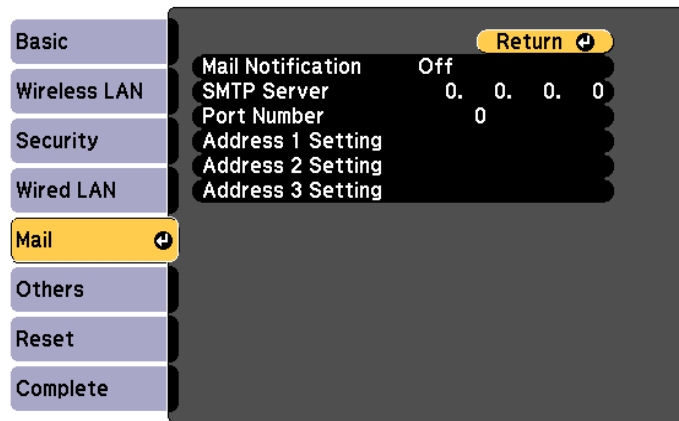 Basic
Wireless LAN
Security
Wired LAN
Mail
Others
Reset
Complete
Return
Mail Notification Off
SMTP Server 0. 0. 0. 0
Port Number 0
Address 1 Setting
Address 2 Setting
Address 3 Setting